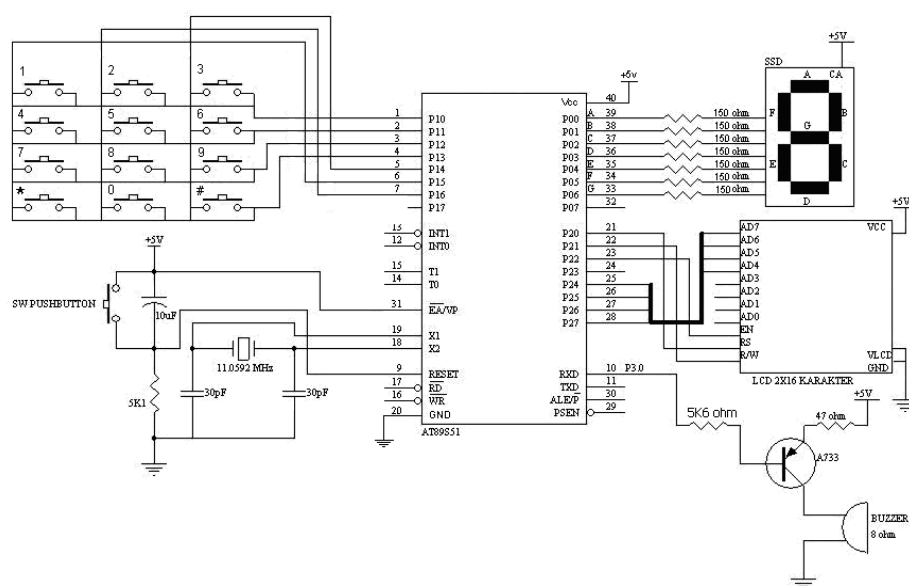 1
2
3
4
5
6
7
8
9
*
0
#
+5V
SW PUSHBUTTON
10uF
5K1
30pF
11.0592 MHz
30pF
1 P10
2 P11
3 P12
4 P13
5 P14
6 P15
7 P16
P17
13 INT1
12 INT0
15 T1
14 T0
31 EA/VP
19 X1
18 X2
9 RESET
17 RD
16 WR
20 GND
AT89S51
+6v
Vcc 40
P00 A 39 150 ohm
P01 B 38 150 ohm
P02 C 37 150 ohm
P03 D 36 150 ohm
P04 E 35 150 ohm
P05 F 34 150 ohm
P06 G 33 150 ohm
P07 32
P20 21
P21 22
P22 23
P23 24
P24 25
P25 26
P26 27
P27 28
RXD 10 P3.0
TXD 11
ALE/P 30
PSEN 29
+5V
SSD
A CA
F B
G
E C
D
+5V
AD7 VCC
AD6
AD5
AD4
AD3
AD2
AD1
AD0
EN
RS
R/W VLCD
GND
LCD 2X16 KARAKTER
+5V
5K6 ohm
47 ohm
A733
BUZZER
8 ohm